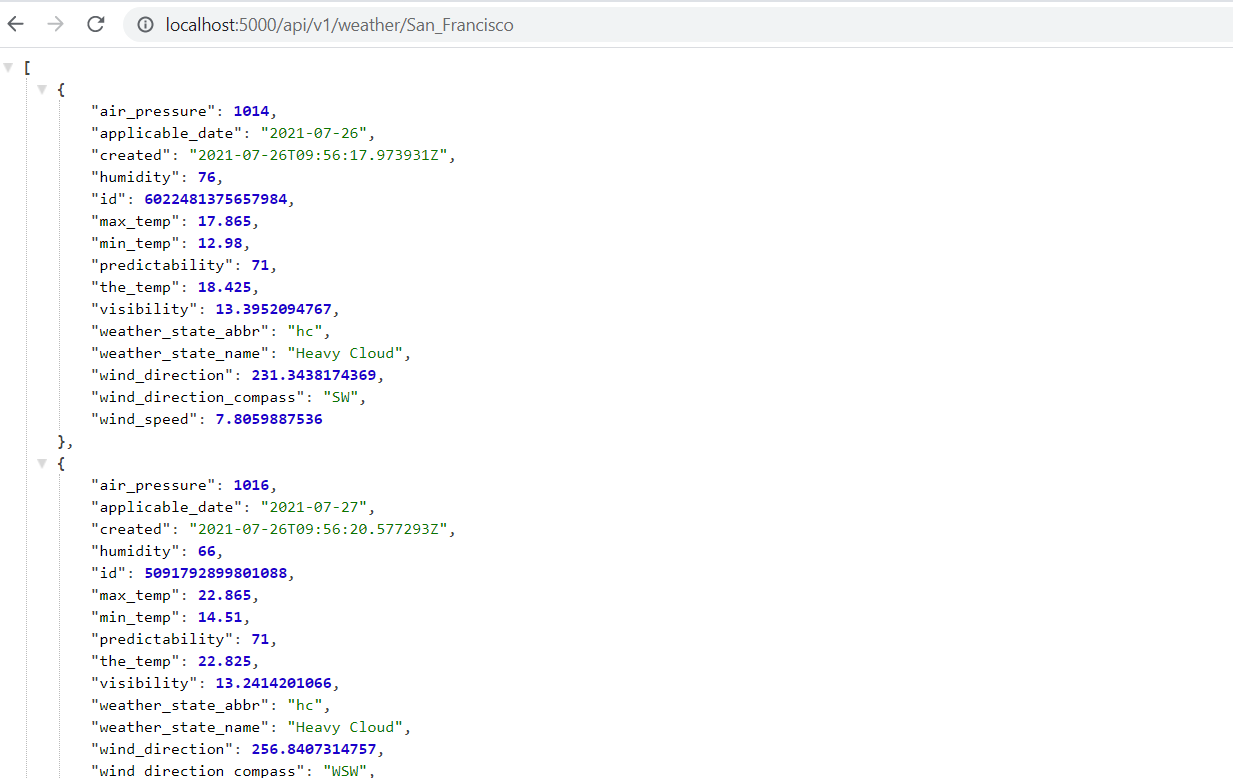 localhost:5000/api/v1/weather/San_Francisco
[
{
"air_pressure": 1014,
"applicable_date": "2021-07-26",
"created": "2021-07-26T09:56:17.973931Z",
"humidity": 76,
"id": 6022481375657984,
"max_temp": 17.865,
"min_temp": 12.98,
"predictability": 71,
"the_temp": 18.425,
"visibility": 13.3952094767,
"weather_state_abbr": "hc",
"weather_state_name": "Heavy Cloud",
"wind_direction": 231.3438174369,
"wind_direction_compass": "SW",
"wind_speed": 7.8059887536
},
{
"air_pressure": 1016,
"applicable_date": "2021-07-27",
"created": "2021-07-26T09:56:20.577293Z",
"humidity": 66,
"id": 5091792899801088,
"max_temp": 22.865,
"min_temp": 14.51,
"predictability": 71,
"the_temp": 22.825,
"visibility": 13.2414201066,
"weather_state_abbr": "hc",
"weather_state_name": "Heavy Cloud",
"wind_direction": 256.8407314757,
"wind_direction_compass": "WSW",